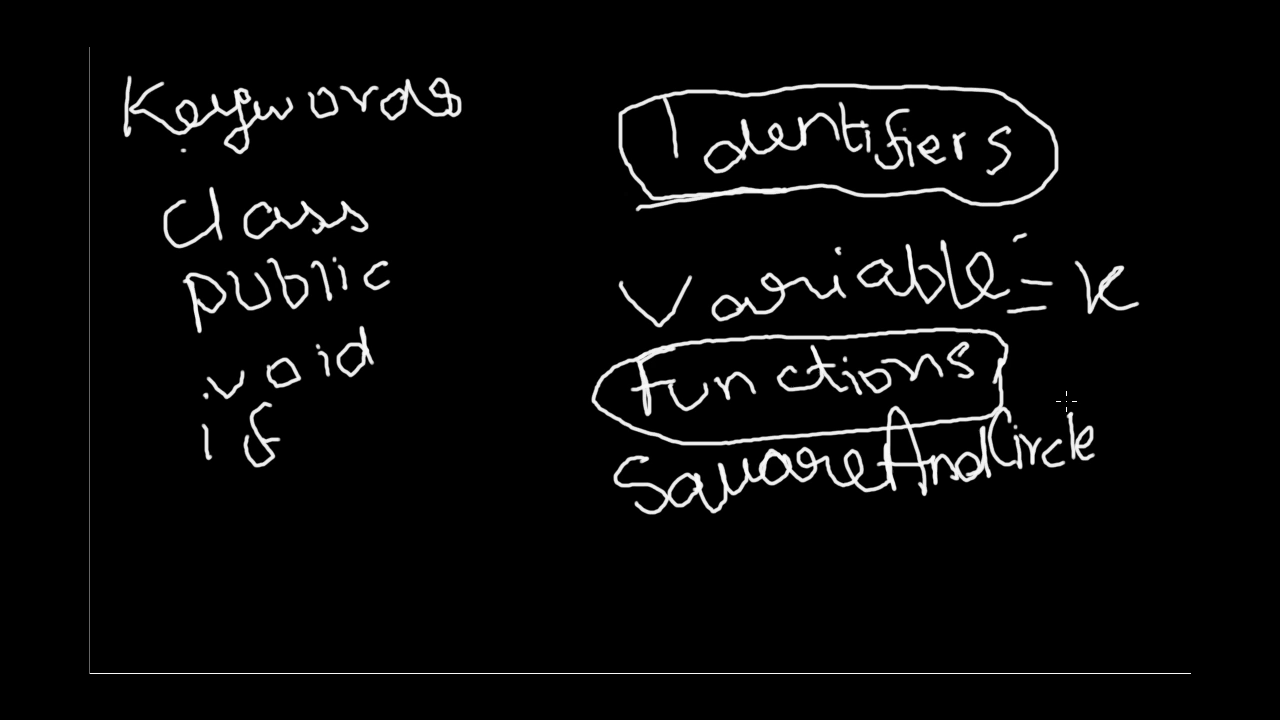 Keywords
class
public
void
if
Identifiers
Variable = k
functions
SquareAndCircle